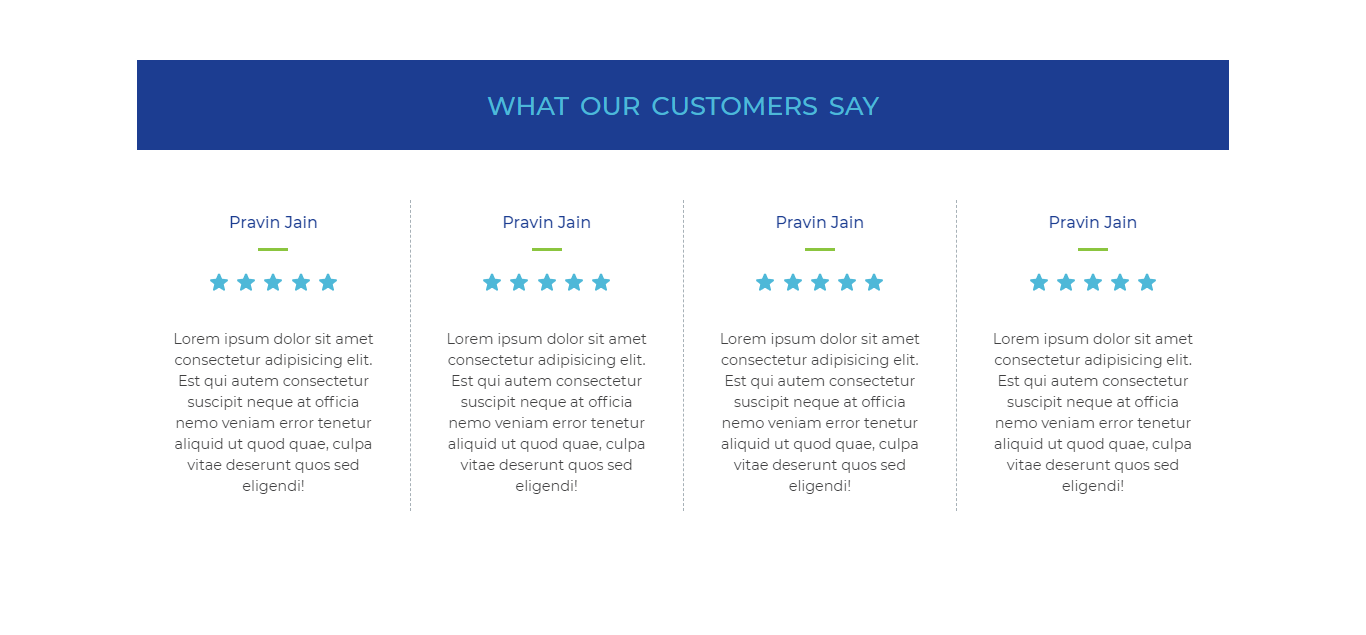 WHAT OUR CUSTOMERS SAY
Pravin Jain
Lorem ipsum dolor sit amet
consectetur adipisicing elit.
Est qui autem consectetur
suscipit neque at officia
nemo veniam error tenetur
aliquid ut quod quae, culpa
vitae deserunt quos sed
eligendi!
Pravin Jain
Lorem ipsum dolor sit amet
consectetur adipisicing elit.
Est qui autem consectetur
suscipit neque at officia
nemo veniam error tenetur
aliquid ut quod quae, culpa
vitae deserunt quos sed
eligendi!
Pravin Jain
Lorem ipsum dolor sit amet
consectetur adipisicing elit.
Est qui autem consectetur
suscipit neque at officia
nemo veniam error tenetur
aliquid ut quod quae, culpa
vitae deserunt quos sed
eligendi!
Pravin Jain
Lorem ipsum dolor sit amet
consectetur adipisicing elit.
Est qui autem consectetur
suscipit neque at officia
nemo veniam error tenetur
aliquid ut quod quae, culpa
vitae deserunt quos sed
eligendi!